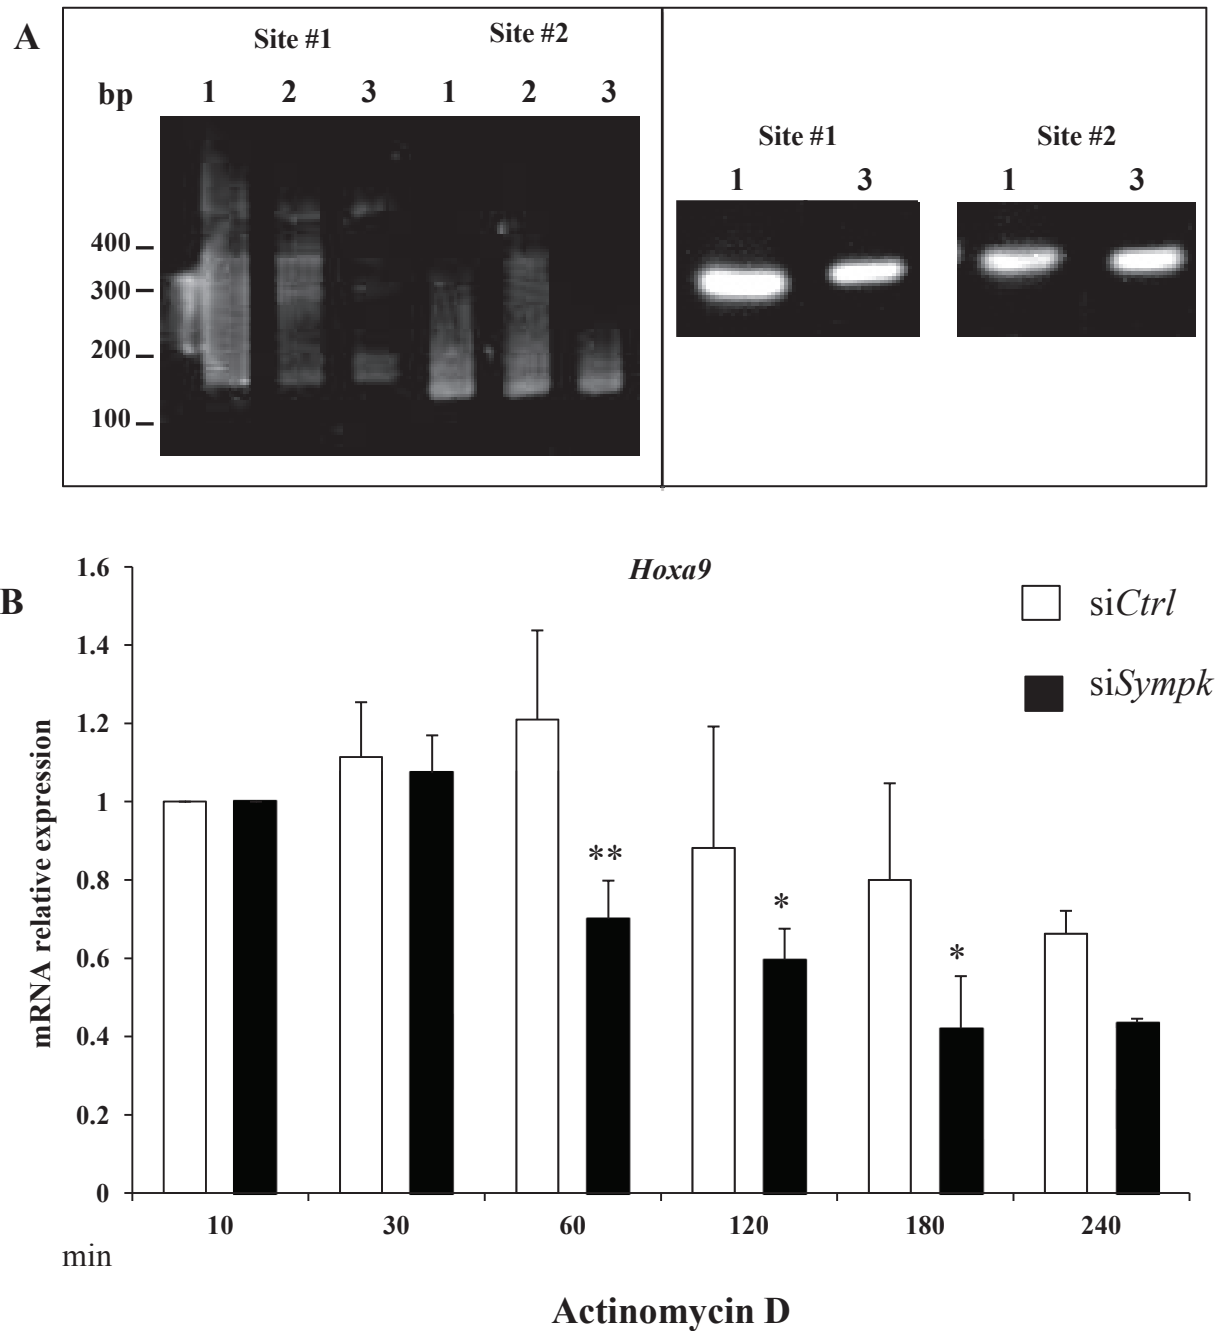 A
Site #1 Site #2
bp 1 2 3 1 2 3
400
300
200
100
Site #1 Site #2
1 3 1 3
B
Hoxa9
siCtrl
siSympk
** * *
mRNA relative expression
1.6
1.4
1.2
1
0.8
0.6
0.4
0.2
0
10 30 60 120 180 240
min
Actinomycin D